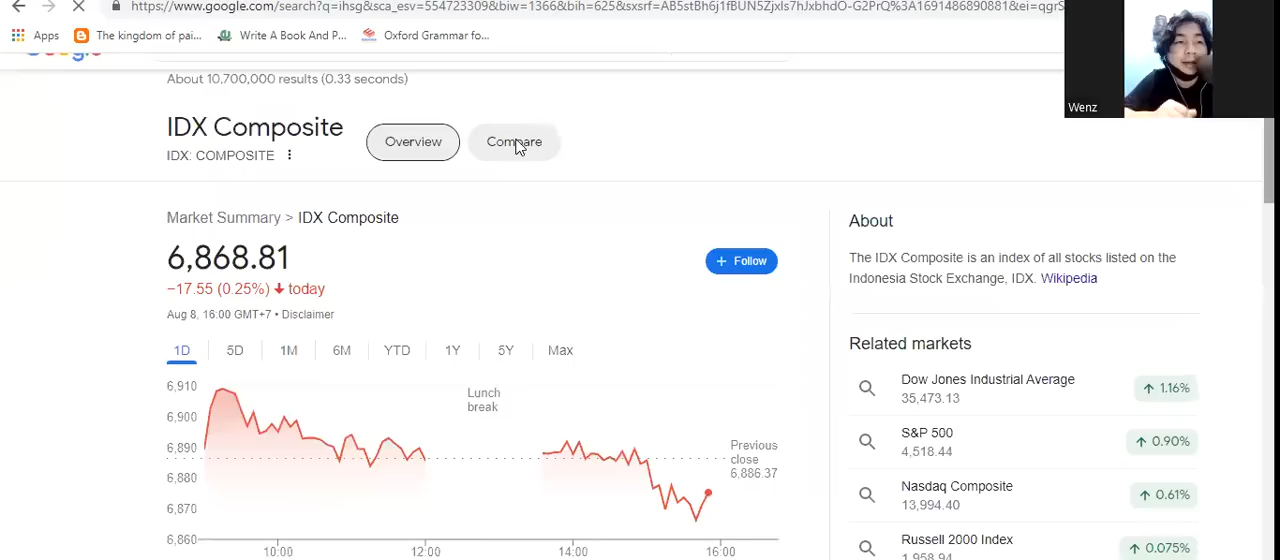 https://www.google.com/search?q=ihsg&sca_esv=554723309&biw=1366&bih=625&sxsrf=AB5stBh6j1fBUN5Zjxls7hJxbhdO-G2PrQ%3A1691486890881&ei=qgrS
Apps The kingdom of pai... Write A Book And P... Oxford Grammar fo...
Wenz
About 10,700,000 results (0.33 seconds)
IDX Composite
IDX: COMPOSITE
Overview Compare
Market Summary > IDX Composite
6,868.81
+ Follow
−17.55 (0.25%) ↓ today
Aug 8, 16:00 GMT+7 • Disclaimer
1D 5D 1M 6M YTD 1Y 5Y Max
6,910
6,900
6,890
6,880
6,870
6,860
Lunch
break
Previous
close
6,886.37
10:00 12:00 14:00 16:00
About
The IDX Composite is an index of all stocks listed on the
Indonesia Stock Exchange, IDX. Wikipedia
Related markets
Dow Jones Industrial Average
35,473.13
↑ 1.16%
S&P 500
4,518.44
↑ 0.90%
Nasdaq Composite
13,994.40
↑ 0.61%
Russell 2000 Index
1,958.94
↑ 0.075%